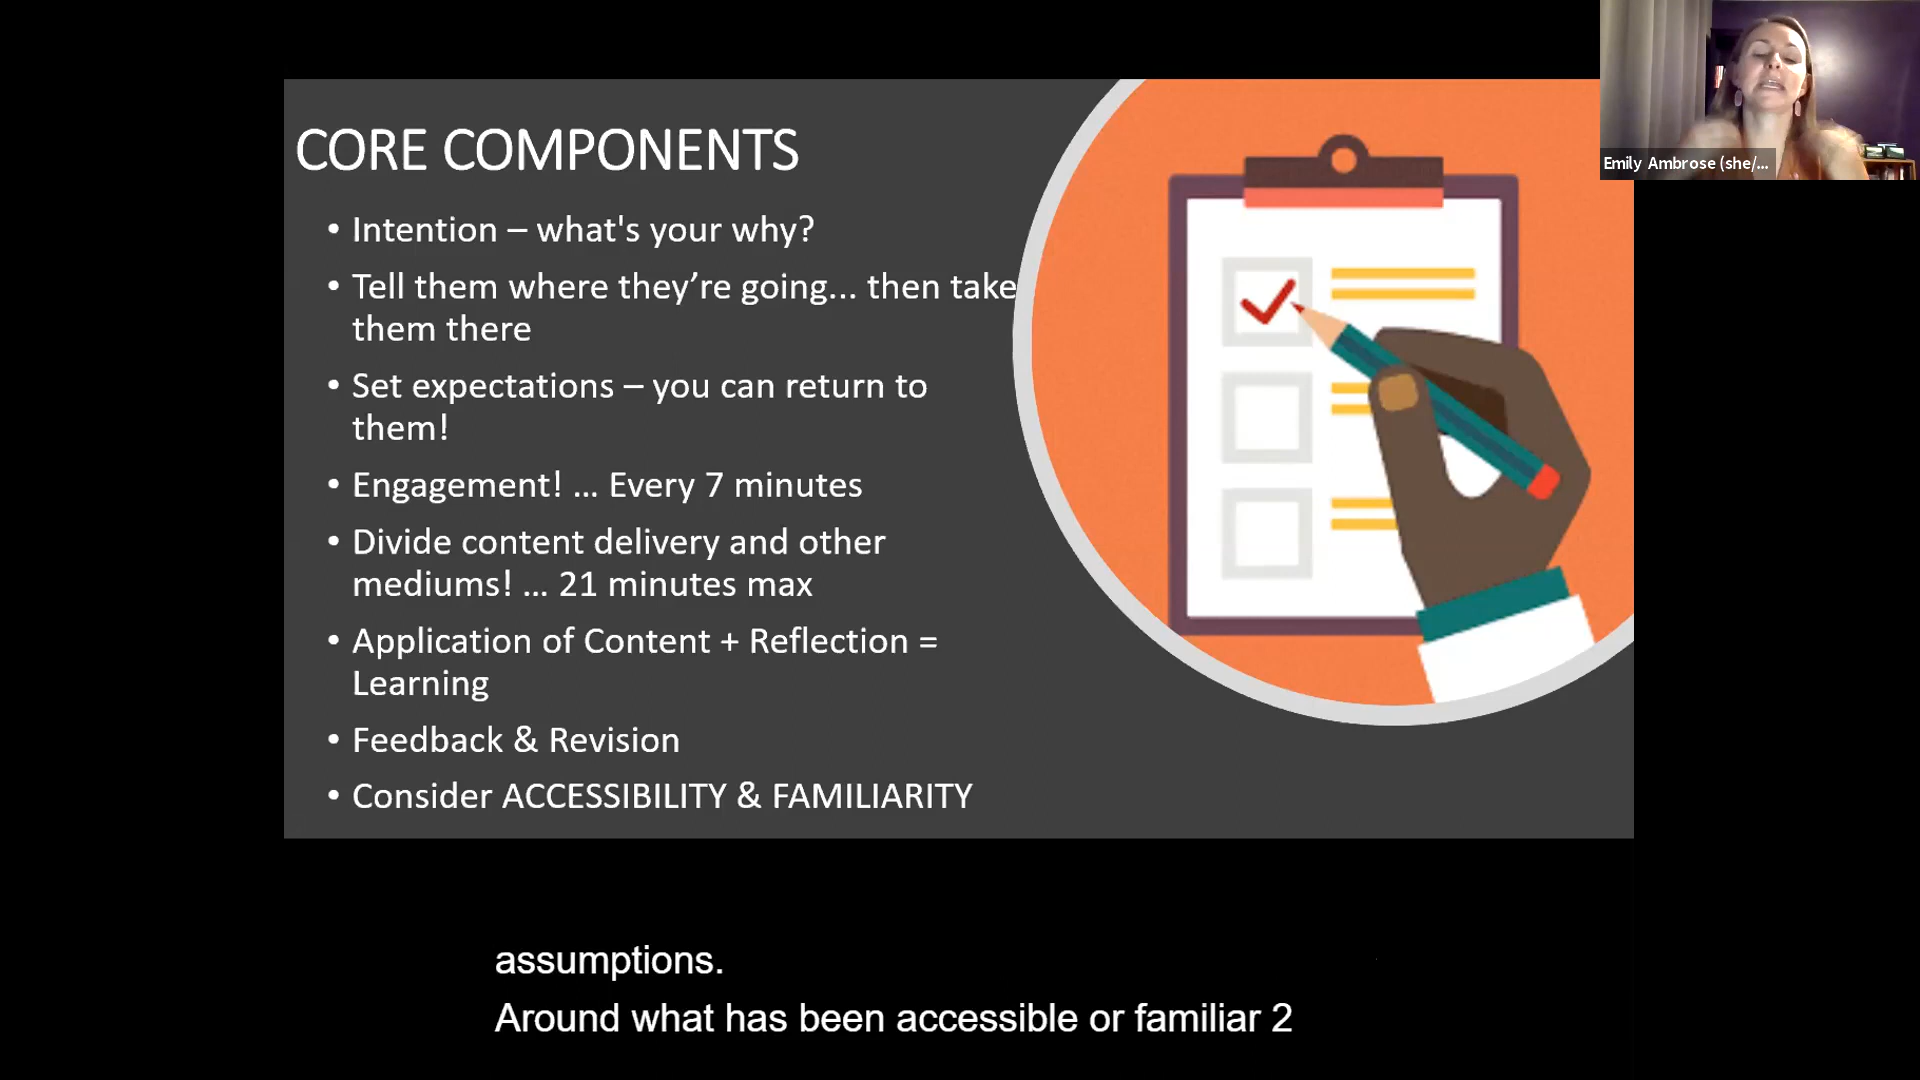 CORE COMPONENTS
• Intention – what's your why?
• Tell them where they’re going... then take
them there
• Set expectations – you can return to
them!
• Engagement! ... Every 7 minutes
• Divide content delivery and other
mediums! ... 21 minutes max
• Application of Content + Reflection =
Learning
• Feedback & Revision
• Consider ACCESSIBILITY & FAMILIARITY
Emily Ambrose (she/...
assumptions.
Around what has been accessible or familiar 2